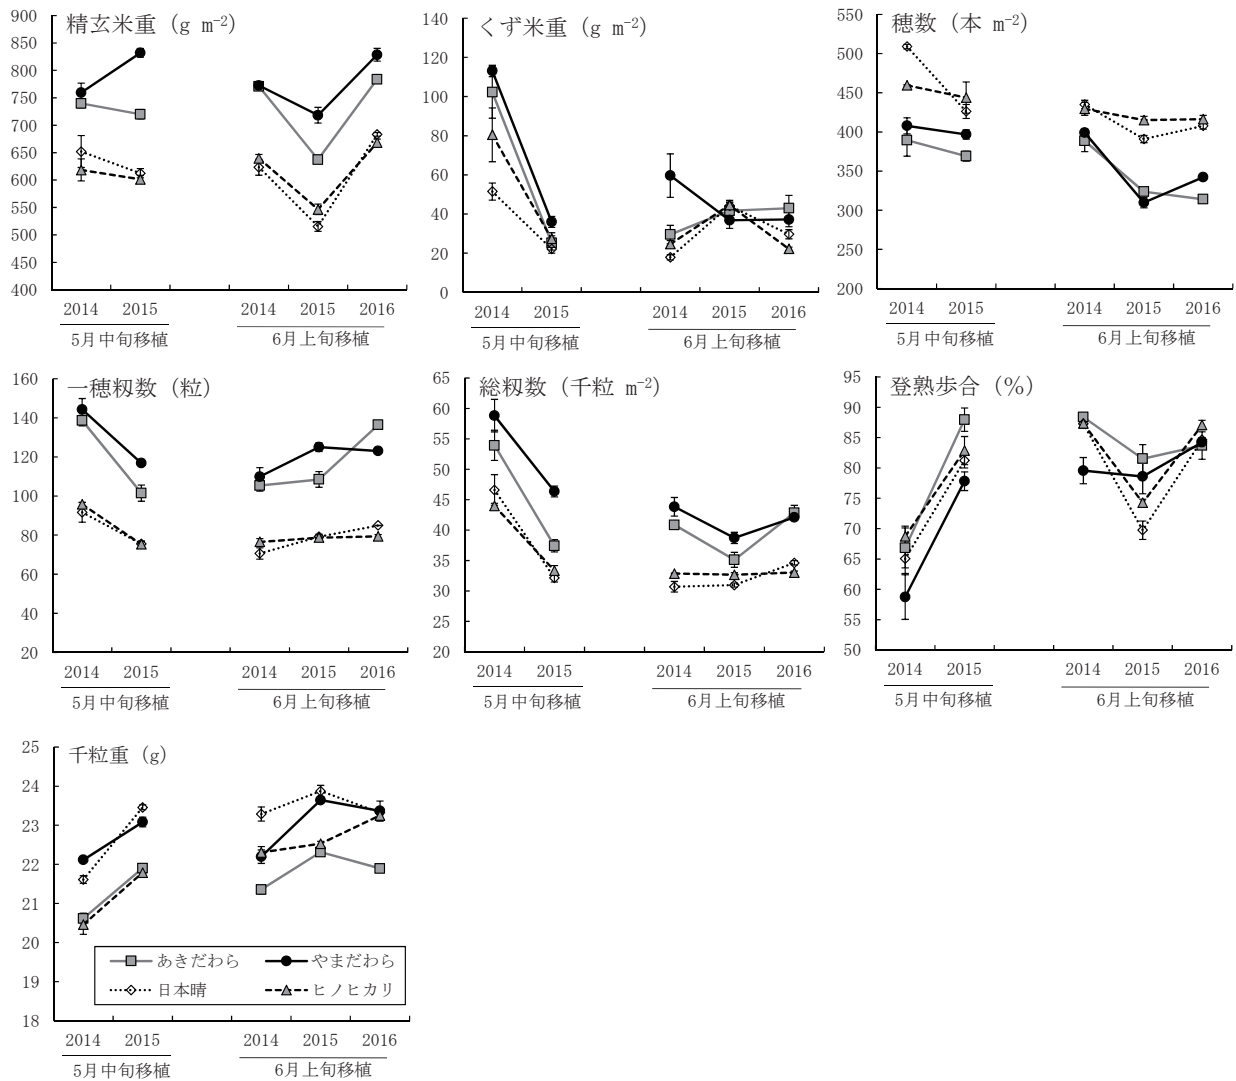 精玄米重（g m⁻²）
900
850
800
750
700
650
600
550
500
450
400
2014 2015 2014 2015 2016
5月中旬移植 6月上旬移植
くず米重（g m⁻²）
140
120
100
80
60
40
20
0
2014 2015 2014 2015 2016
5月中旬移植 6月上旬移植
穂数（本 m⁻²）
550
500
450
400
350
300
250
200
2014 2015 2014 2015 2016
5月中旬移植 6月上旬移植
一穂籾数（粒）
160
140
120
100
80
60
40
20
2014 2015 2014 2015 2016
5月中旬移植 6月上旬移植
総籾数（千粒 m⁻²）
65
60
55
50
45
40
35
30
25
20
2014 2015 2014 2015 2016
5月中旬移植 6月上旬移植
登熟歩合（%）
95
90
85
80
75
70
65
60
55
50
2014 2015 2014 2015 2016
5月中旬移植 6月上旬移植
千粒重（g）
25
24
23
22
21
20
19
18
あきだわら やまだわら
日本晴 ヒノヒカリ
2014 2015 2014 2015 2016
5月中旬移植 6月上旬移植